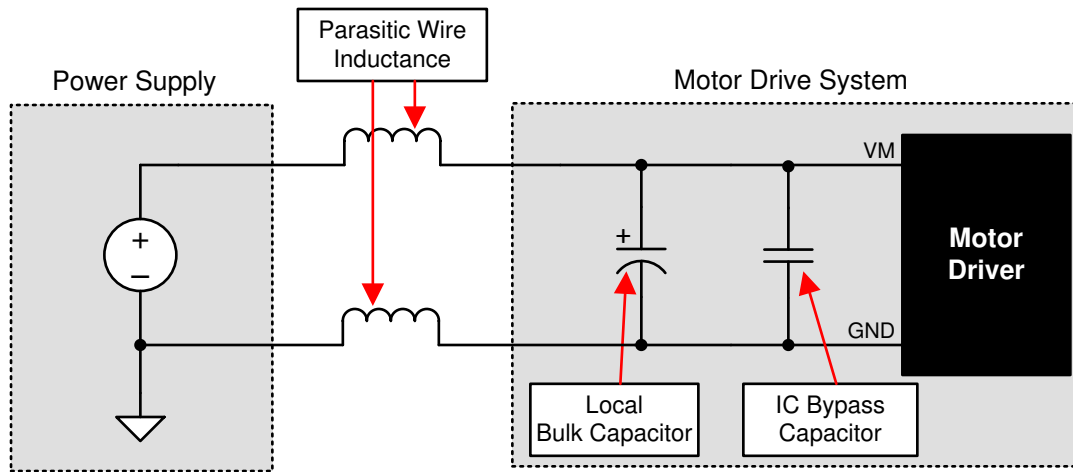 Parasitic Wire
Inductance
Power Supply
Motor Drive System
VM
+
–
+
Motor
Driver
GND
Local
Bulk Capacitor
IC Bypass
Capacitor